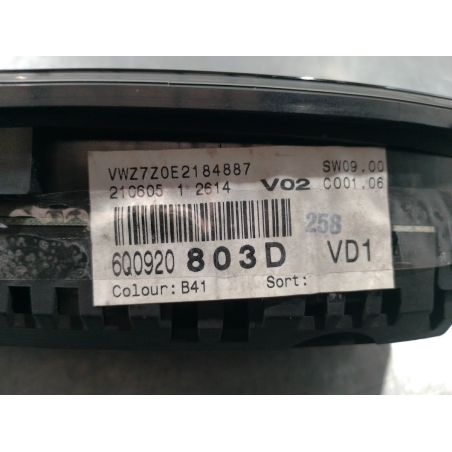 VWZ7Z0E2184887 SW09.00
210605 1 2614 V02 C001.06
258
6Q0920 803D VD1
Colour: B41 Sort: